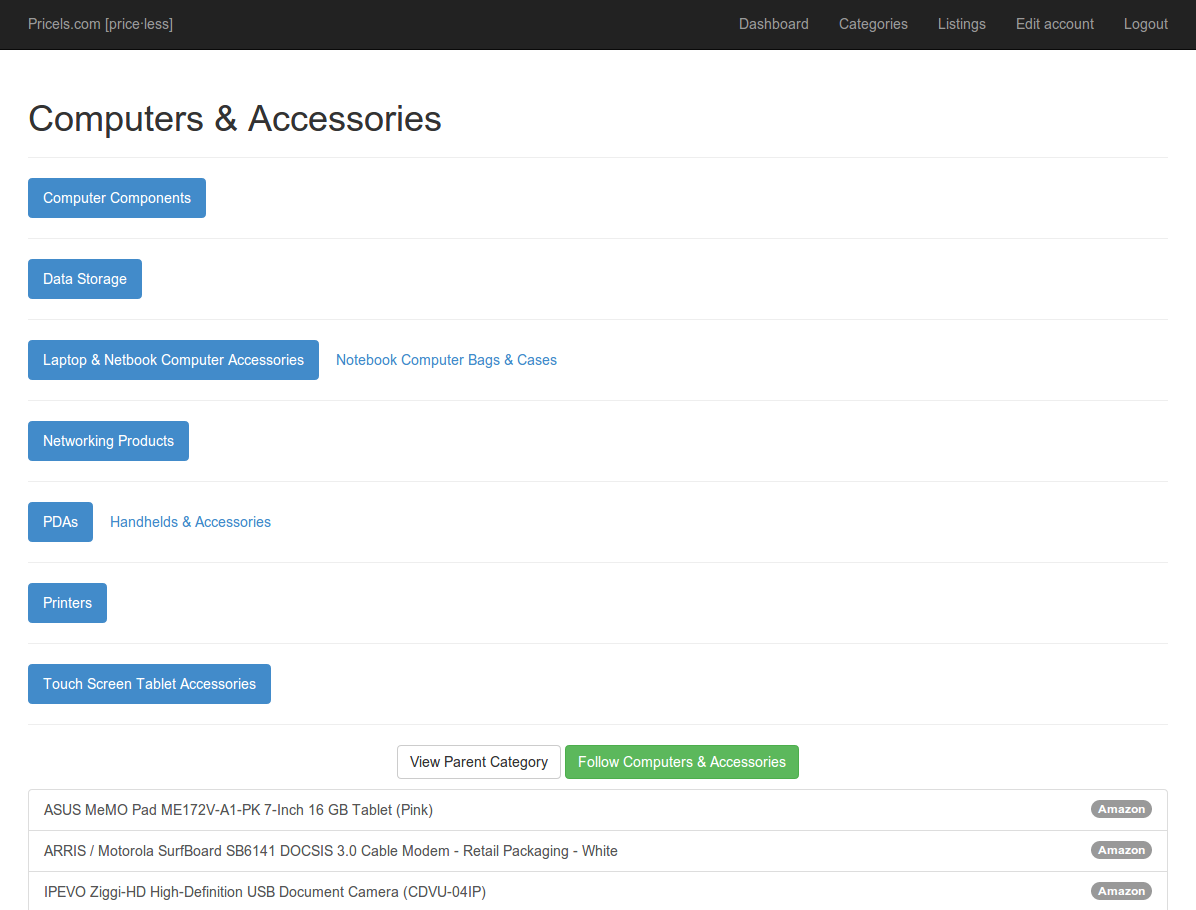 Pricels.com [price·less] Dashboard Categories Listings Edit account Logout
Computers & Accessories
Computer Components
Data Storage
Laptop & Netbook Computer Accessories Notebook Computer Bags & Cases
Networking Products
PDAs Handhelds & Accessories
Printers
Touch Screen Tablet Accessories
View Parent Category Follow Computers & Accessories
ASUS MeMO Pad ME172V-A1-PK 7-Inch 16 GB Tablet (Pink) Amazon
ARRIS / Motorola SurfBoard SB6141 DOCSIS 3.0 Cable Modem - Retail Packaging - White Amazon
IPEVO Ziggi-HD High-Definition USB Document Camera (CDVU-04IP) Amazon